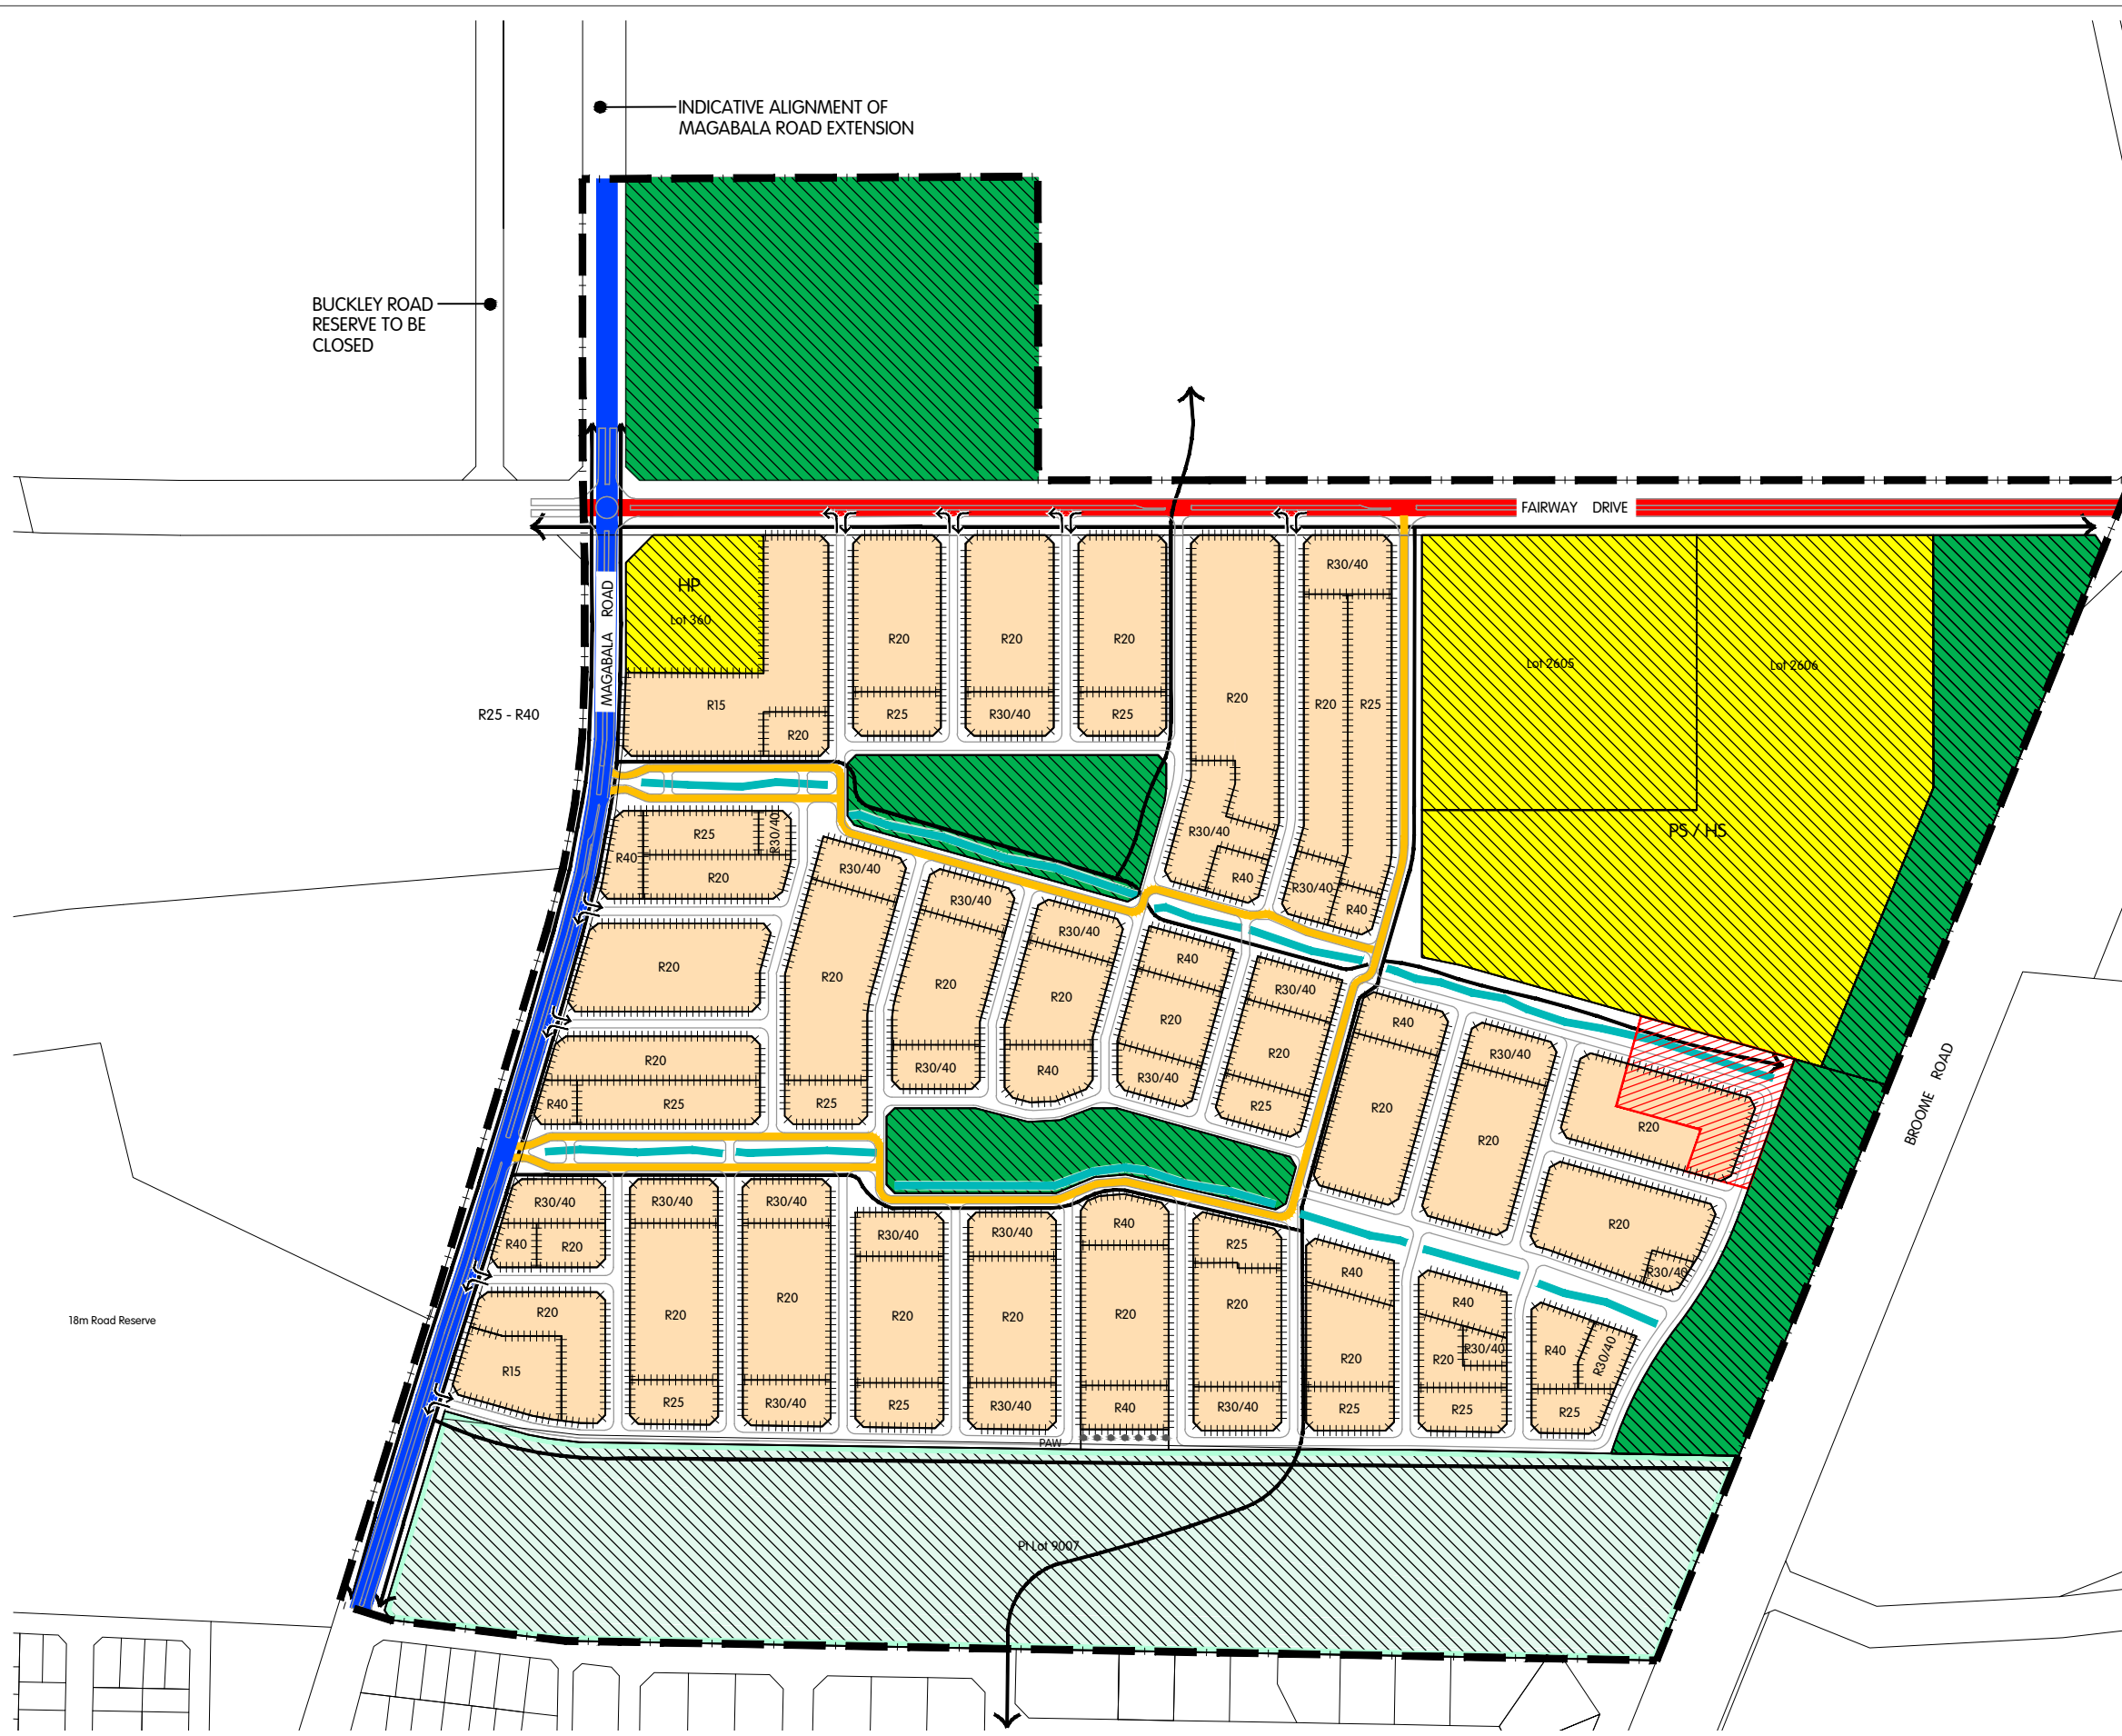 INDICATIVE ALIGNMENT OF
MAGABALA ROAD EXTENSION
BUCKLEY ROAD
RESERVE TO BE
CLOSED
FAIRWAY DRIVE
MAGABALA ROAD
HP
Lot 360
R30/40
R20
R20
R20
Lot 2605
Lot 2606
R20
R15
R20
R25
R25 - R40
R25
R30/40
R25
R20
R25
R30/40
R30/40
PS / HS
R40
R20
R30/40
R40
R30/40
R40
R30/40
R30/40
R40
R20
R20
R20
R20
R30/40
R20
R40
R20
R20
R30/40
R20
R30/40
R40
R30/40
R25
R40
R25
R25
R20
R20
R20
BROOME ROAD
R30/40
R30/40
R30/40
R30/40
R30/40
R40
R25
R20
R40
R20
R40
R30/40
R20
R20
R20
R20
R20
R20
R20
R40
R20
R30/40
R40
R30/40
18m Road Reserve
R15
R20
R25
R30/40
R25
R30/40
R40
R30/40
R25
R25
R25
PAW
Pt Lot 9007